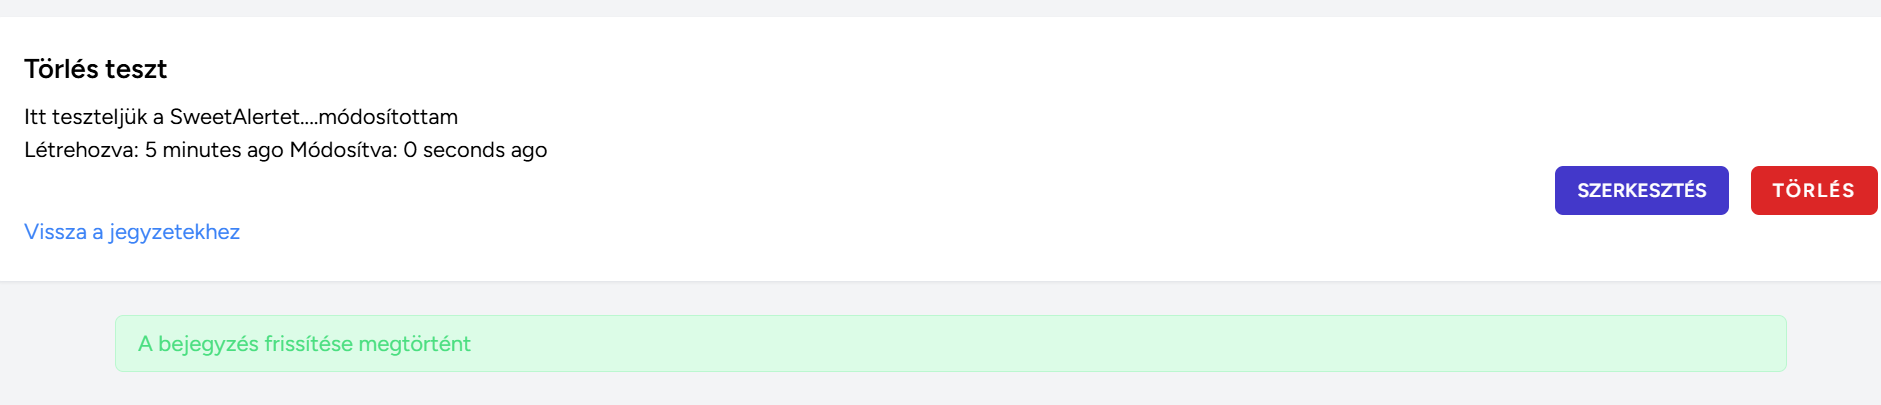 Törlés teszt
Itt teszteljük a SweetAlertet....módosítottam
Létrehozva: 5 minutes ago Módosítva: 0 seconds ago
SZERKESZTÉS TÖRLÉS
Vissza a jegyzetekhez
A bejegyzés frissítése megtörtént